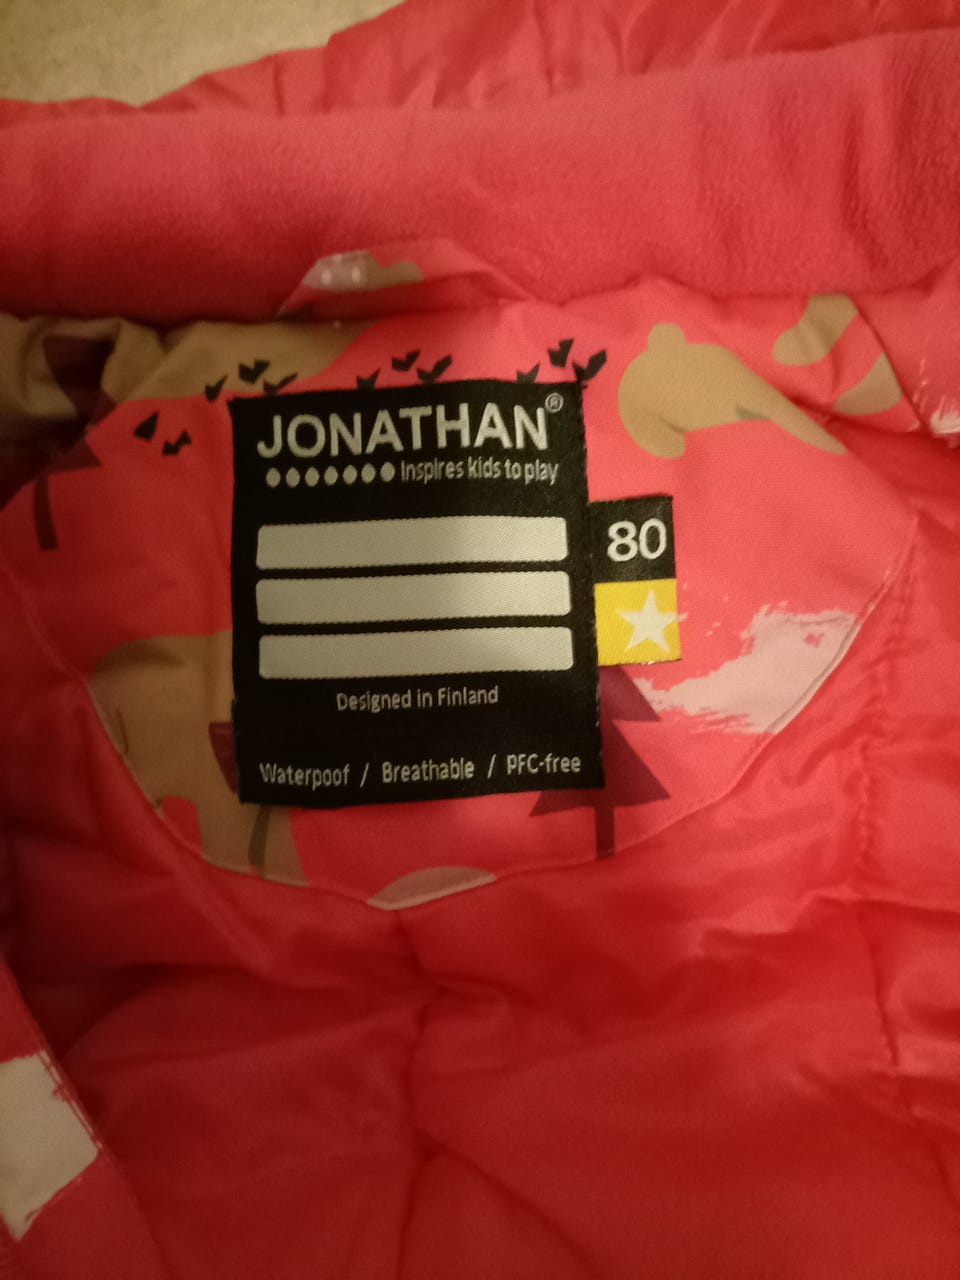 JONATHAN®
Inspires kids to play
80
Designed in Finland
Waterpoof / Breathable / PFC-free